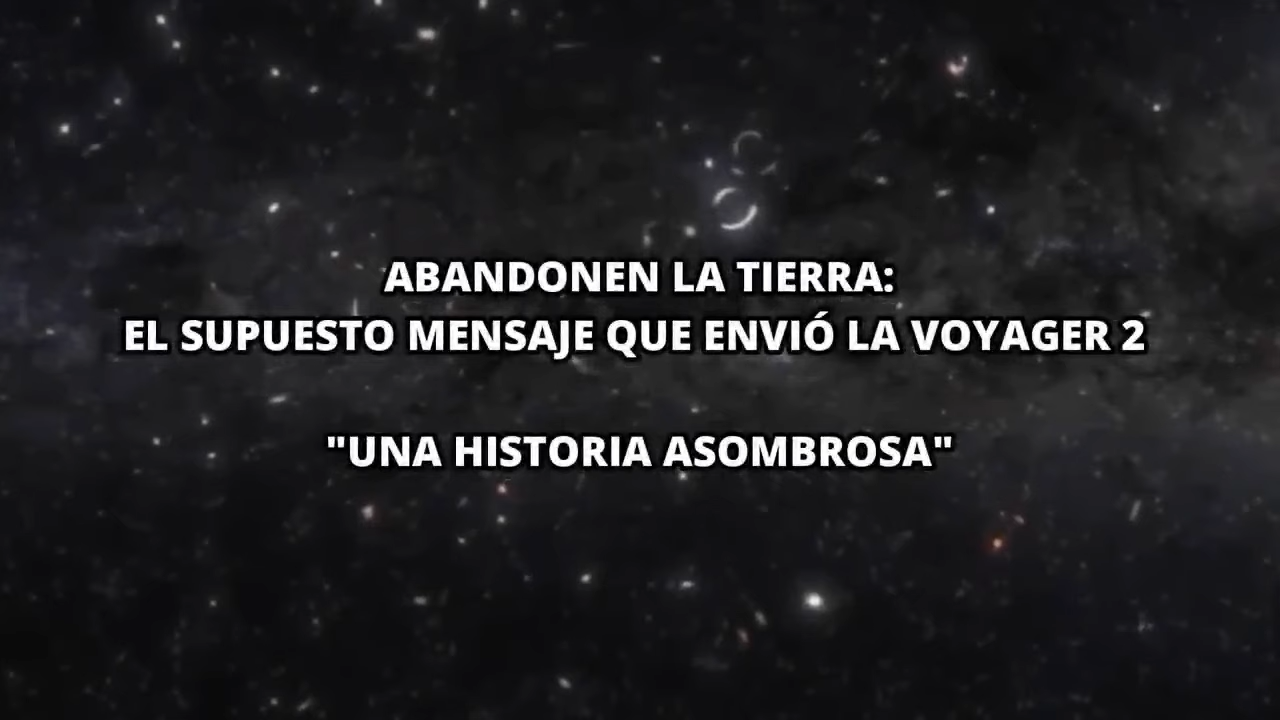 ABANDONEN LA TIERRA:
EL SUPUESTO MENSAJE QUE ENVIÓ LA VOYAGER 2
"UNA HISTORIA ASOMBROSA"